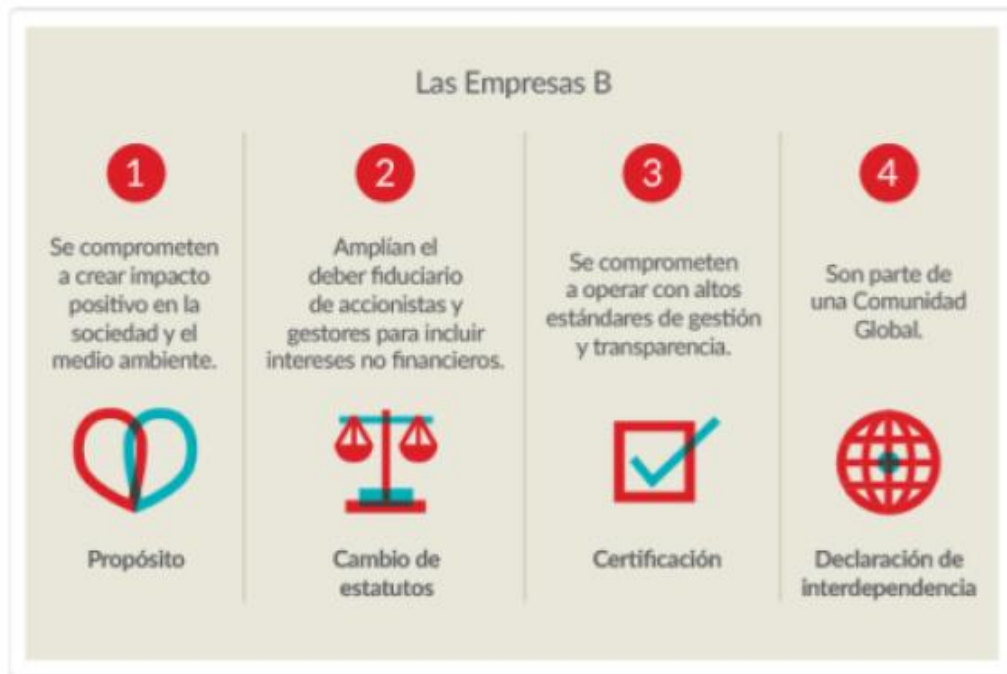 Las Empresas B
1
Se comprometen
a crear impacto
positivo en la
sociedad y el
medio ambiente.
Propósito
2
Amplían el
deber fiduciario
de accionistas y
gestores para incluir
intereses no financieros.
Cambio de
estatutos
3
Se comprometen
a operar con altos
estándares de gestión
y transparencia.
Certificación
4
Son parte de
una Comunidad
Global.
Declaración de
interdependencia